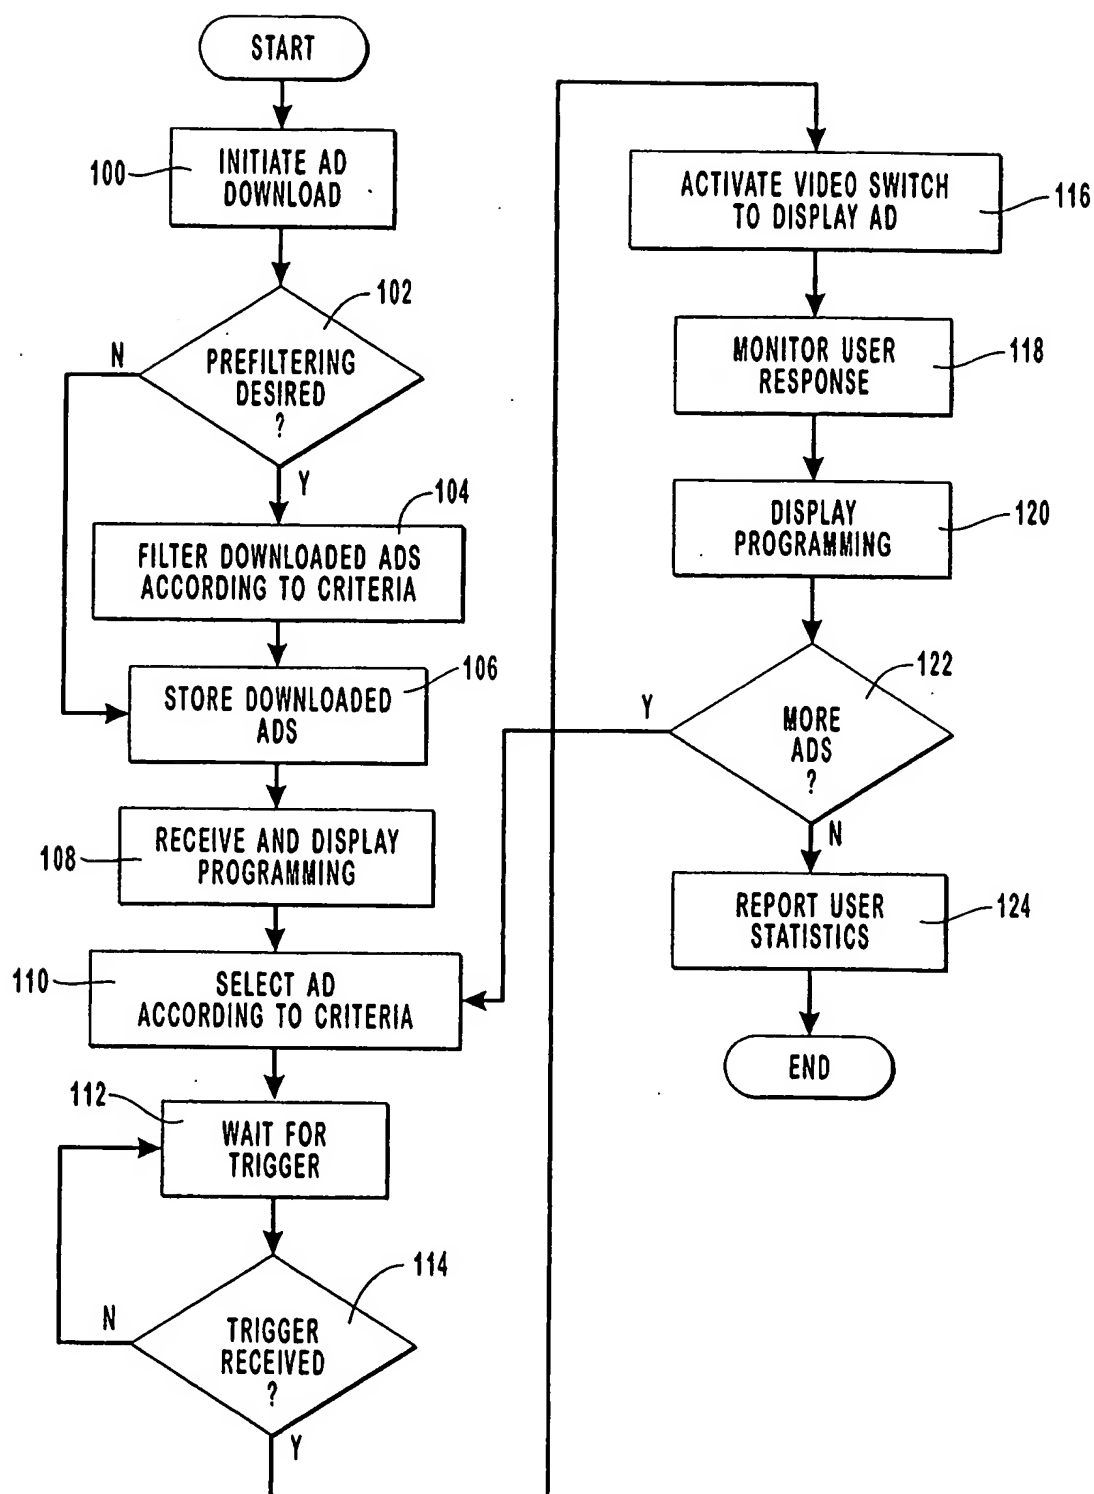 START
100
INITIATE AD
DOWNLOAD
102
PREFILTERING
DESIRED
?
N
Y
104
FILTER DOWNLOADED ADS
ACCORDING TO CRITERIA
106
STORE DOWNLOADED
ADS
108
RECEIVE AND DISPLAY
PROGRAMMING
110
SELECT AD
ACCORDING TO CRITERIA
112
WAIT FOR
TRIGGER
114
TRIGGER
RECEIVED
?
N
Y
ACTIVATE VIDEO SWITCH
TO DISPLAY AD
116
MONITOR USER
RESPONSE
118
DISPLAY
PROGRAMMING
120
122
MORE
ADS
?
Y
N
REPORT USER
STATISTICS
124
END